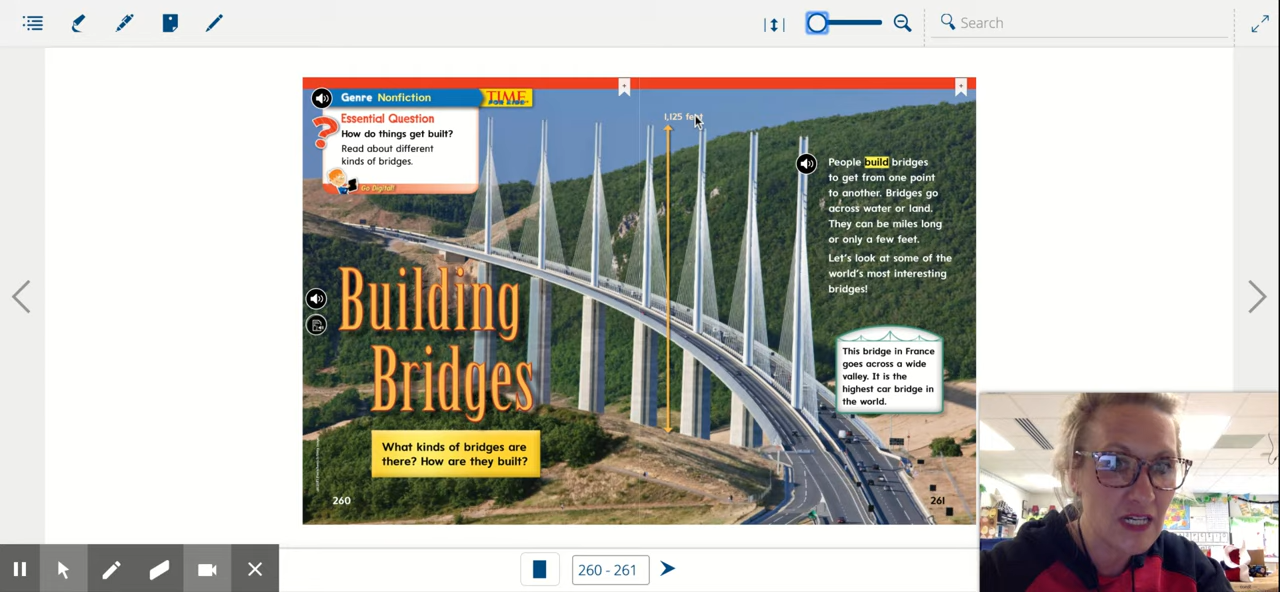 Search
Genre Nonfiction
TIME
FOR KIDS
Essential Question
How do things get built?
Read about different
kinds of bridges.
Go Digital!
1,125 feet
People build bridges
to get from one point
to another. Bridges go
across water or land.
They can be miles long
or only a few feet.
Let's look at some of the
world's most interesting
bridges!
Building
Bridges
This bridge in France
goes across a wide
valley. It is the
highest car bridge in
the world.
What kinds of bridges are
there? How are they built?
260
261
260 - 261